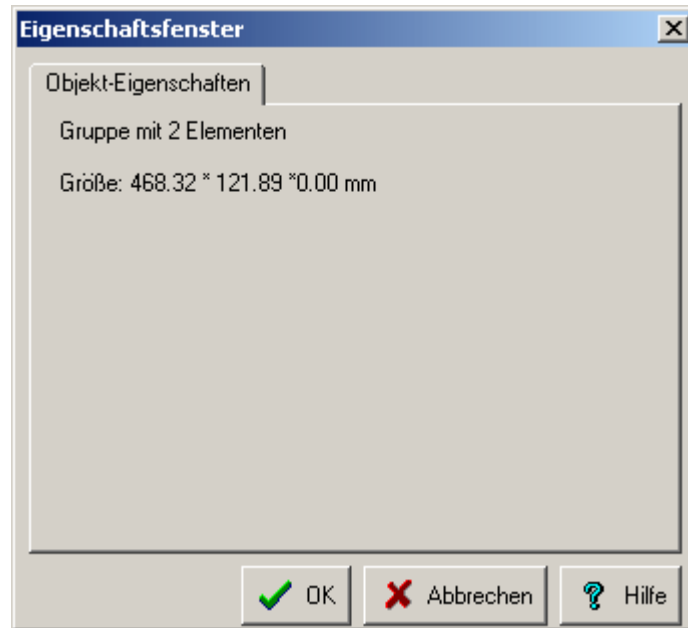 Eigenschaftsfenster
Objekt-Eigenschaften
Gruppe mit 2 Elementen
Größe: 468.32 * 121.89 *0.00 mm
OK
Abbrechen
Hilfe